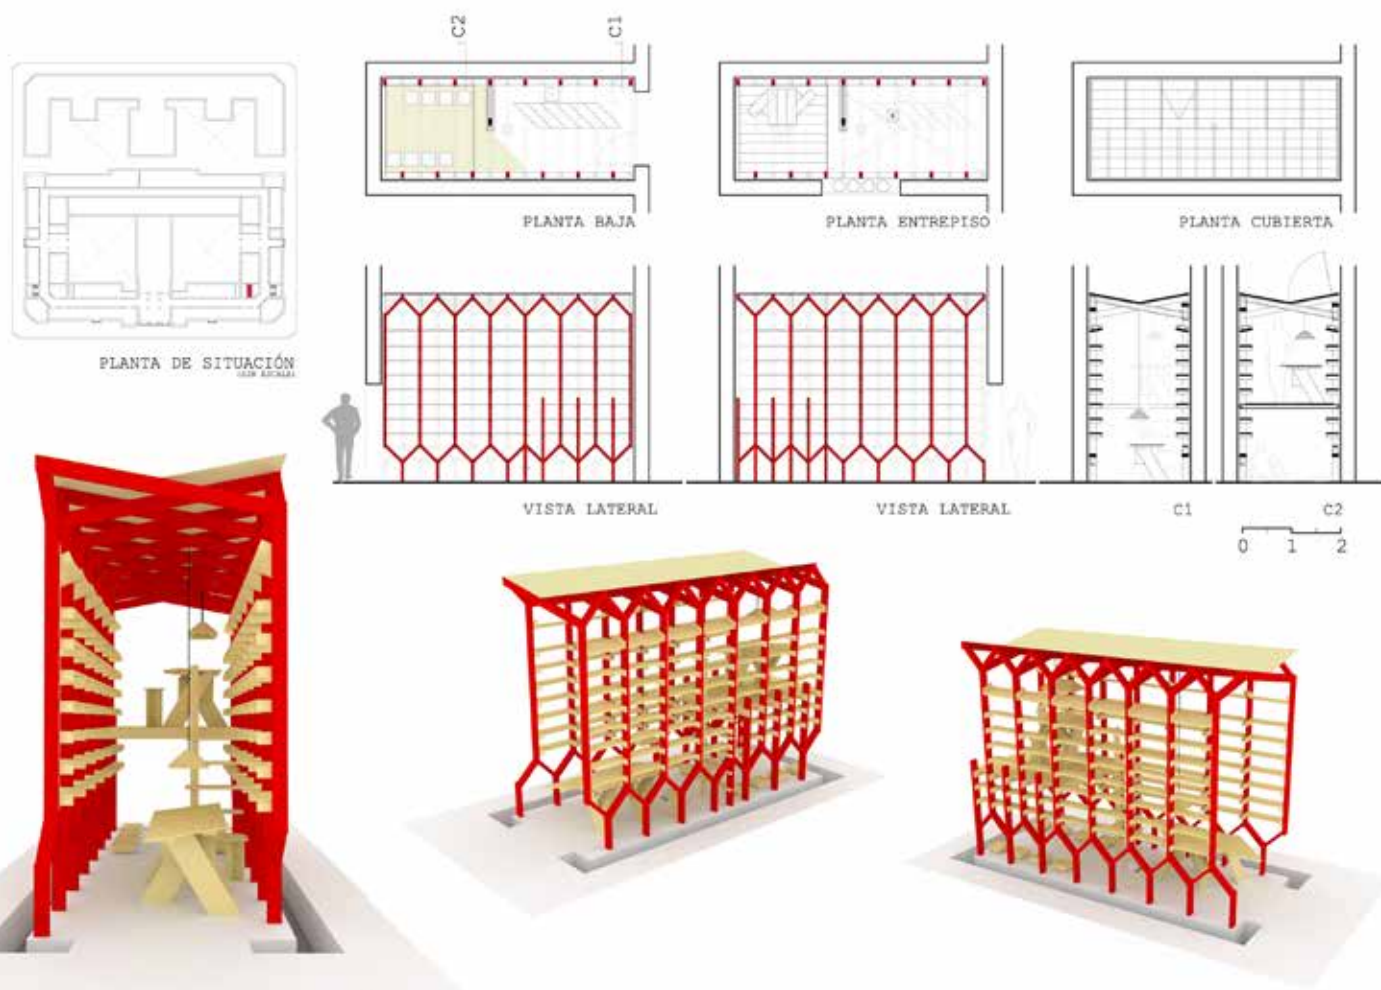 C2
C1
PLANTA BAJA
PLANTA ENTREPISO
PLANTA CUBIERTA
PLANTA DE SITUACIÓN
VISTA LATERAL
VISTA LATERAL
C1
C2
0 1 2